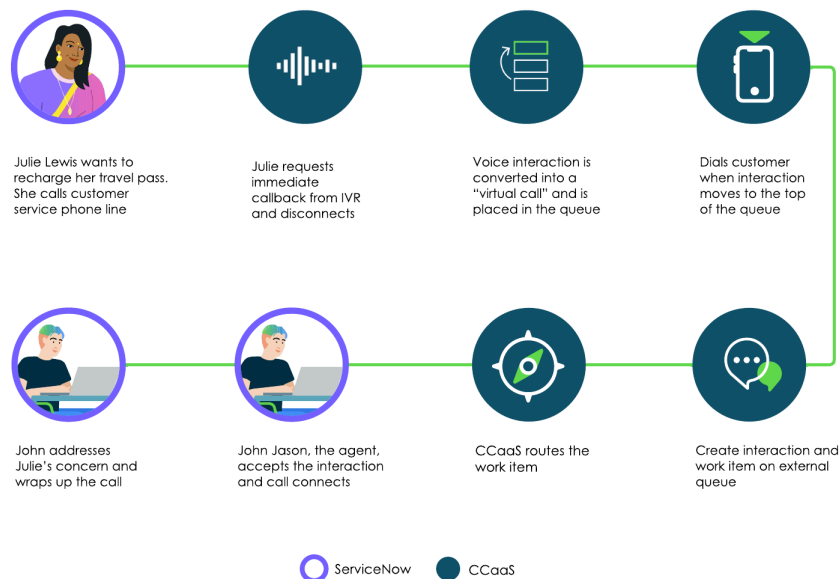 Julie Lewis wants to
recharge her travel pass.
She calls customer
service phone line
Julie requests
immediate
callback from IVR
and disconnects
Voice interaction is
converted into a
“virtual call” and is
placed in the queue
Dials customer
when interaction
moves to the top
of the queue
Create interaction and
work item on external
queue
CCaaS routes the
work item
John Jason, the agent,
accepts the interaction
and call connects
John addresses
Julie’s concern and
wraps up the call
ServiceNow
CCaaS